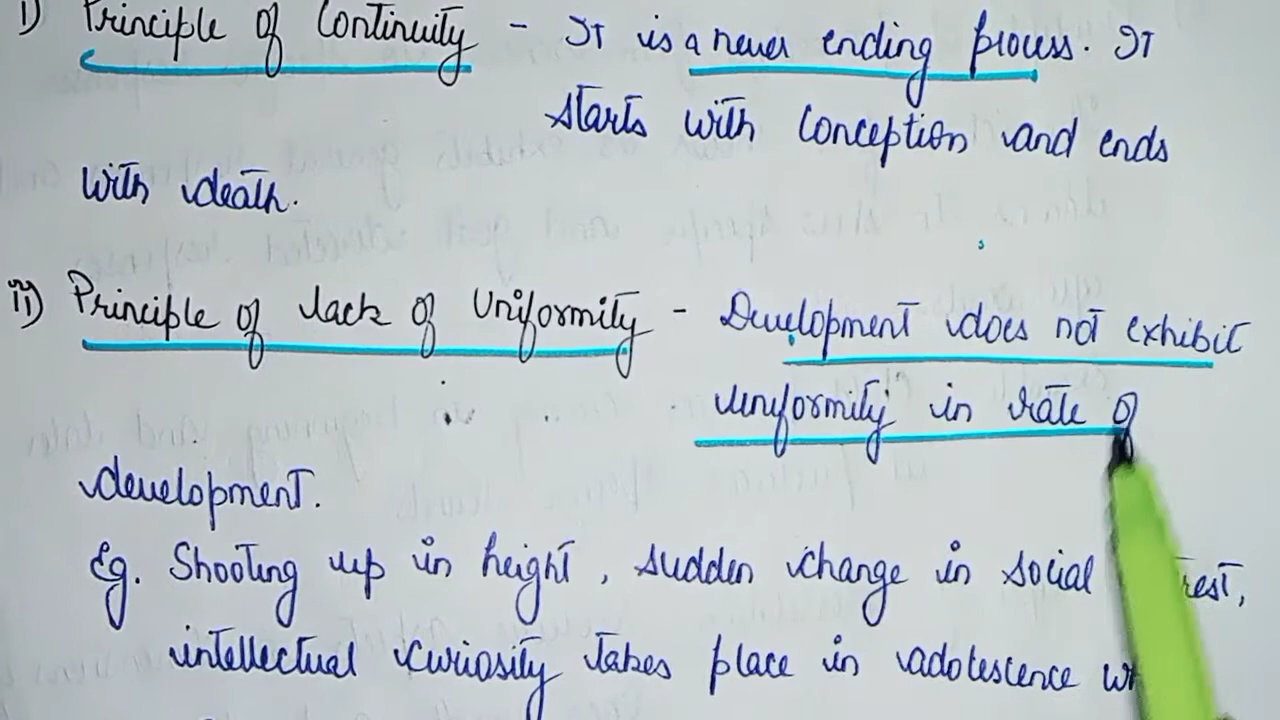 i) Principle of Continuity - It is a never ending process. It
starts with conception and ends
with death.
ii) Principle of lack of Uniformity - Development does not exhibit
uniformity in rate of
development.
Eg. Shooting up in height, sudden change in social
intellectual curiosity takes place in adolescence